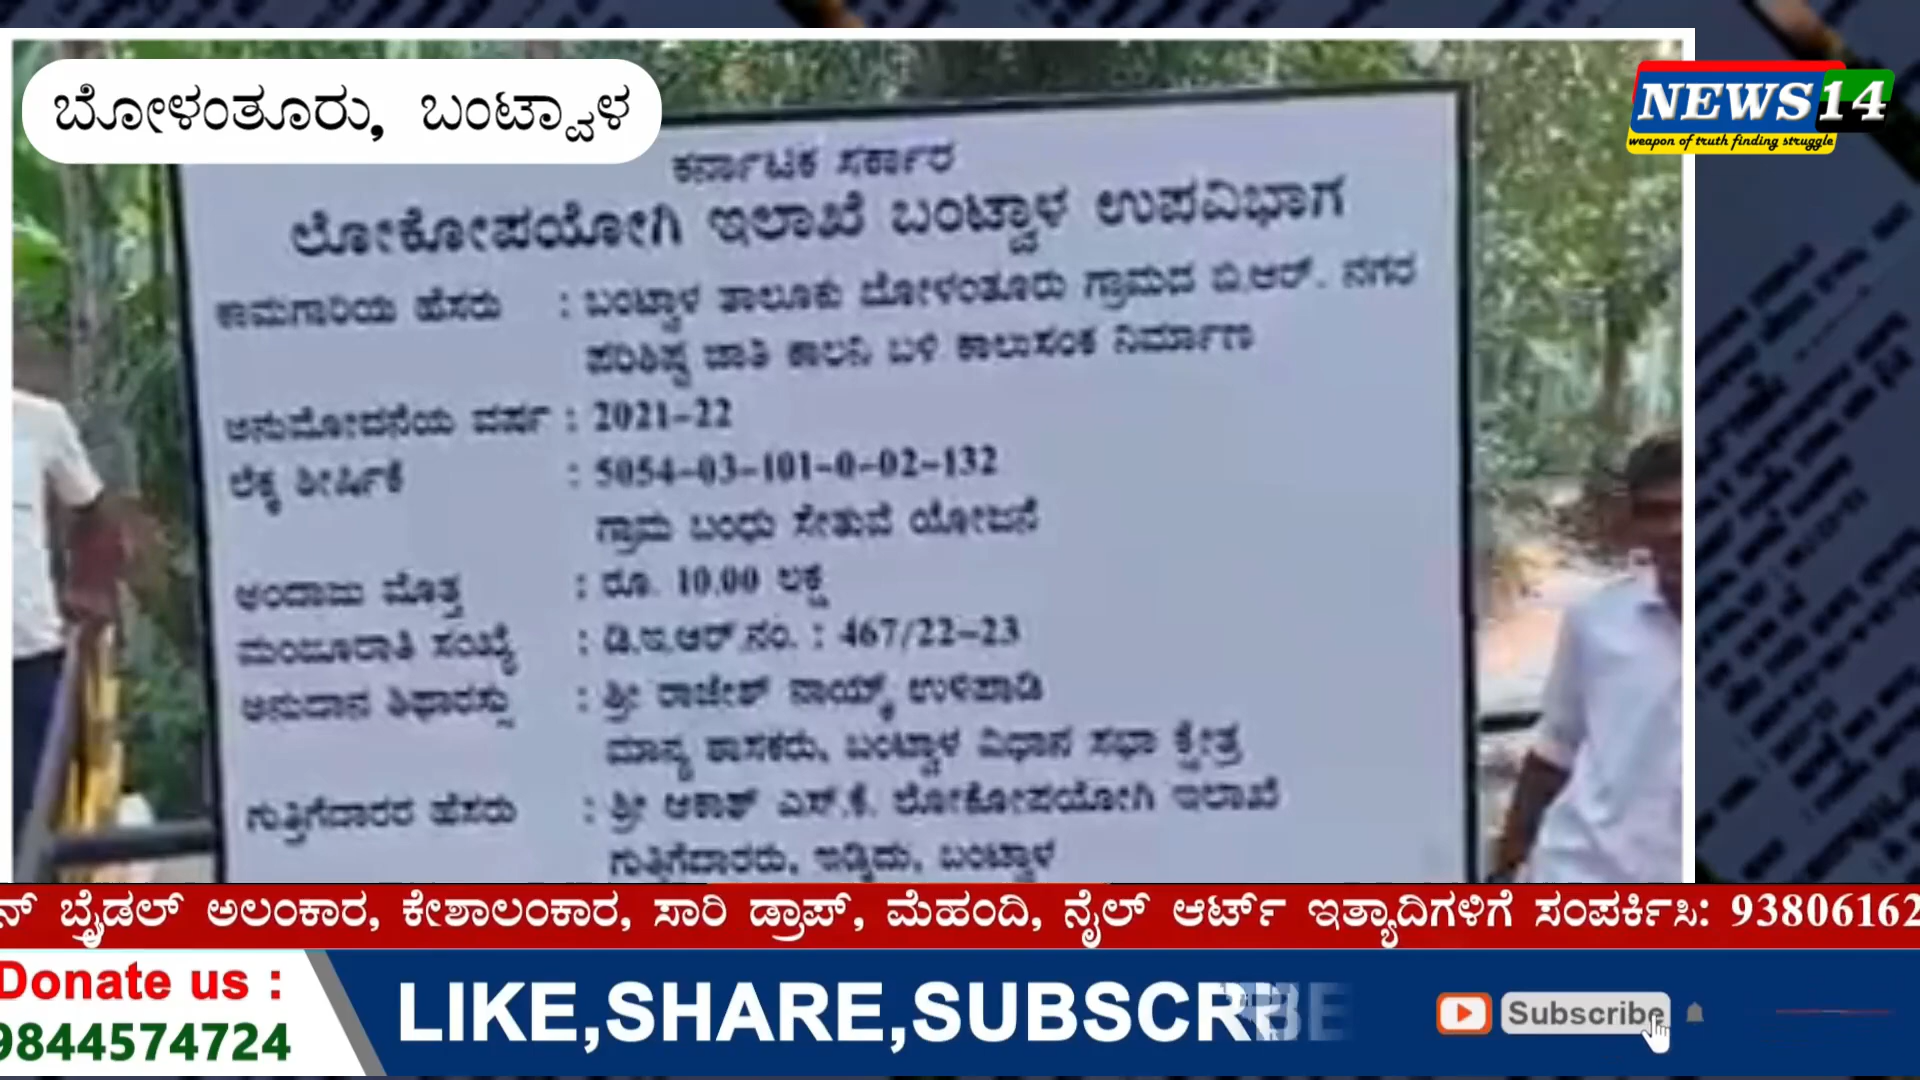 ಬೋಳಂತೂರು, ಬಂಟ್ವಾಳ
NEWS 14
weapon of truth finding struggle
ಕರ್ನಾಟಕ ಸರ್ಕಾರ
ಲೋಕೋಪಯೋಗಿ ಇಲಾಖೆ ಬಂಟ್ವಾಳ ಉಪವಿಭಾಗ
ಕಾಮಗಾರಿಯ ಹೆಸರು : ಬಂಟ್ವಾಳ ತಾಲೂಕು ಬೋಳಂತೂರು ಗ್ರಾಮದ ಬಿ.ಆರ್. ನಗರ
ಪರಿಶಿಷ್ಟ ಜಾತಿ ಕಾಲನಿ ಬಳಿ ಕಾಲುಸಂಕ ನಿರ್ಮಾಣ
ಅನುಮೋದನೆಯ ವರ್ಷ : 2021-22
ಲೆಕ್ಕ ಶೀರ್ಷಿಕೆ : 5054-03-101-0-02-132
ಗ್ರಾಮ ಬಂಧು ಸೇತುವೆ ಯೋಜನೆ
ಅಂದಾಜು ಮೊತ್ತ : ರೂ. 10.00 ಲಕ್ಷ
ಮಂಜೂರಾತಿ ಸಂಖ್ಯೆ : ಡಿ.ಇ.ಆರ್.ನಂ. : 467/22-23
ಅನುದಾನ ಶಿಫಾರಸ್ಸು : ಶ್ರೀ ರಾಜೇಶ್ ನಾಯ್ಕ್ ಉಳಿಪಾಡಿ
ಮಾನ್ಯ ಶಾಸಕರು, ಬಂಟ್ವಾಳ ವಿಧಾನ ಸಭಾ ಕ್ಷೇತ್ರ
ಗುತ್ತಿಗೆದಾರರ ಹೆಸರು : ಶ್ರೀ ಆಕಾಶ್ ಎಸ್.ಕೆ. ಲೋಕೋಪಯೋಗಿ ಇಲಾಖೆ
ಗುತ್ತಿಗೆದಾರರು, ಇಡ್ಕಿದು, ಬಂಟ್ವಾಳ
ನ್ ಬ್ರೈಡಲ್ ಅಲಂಕಾರ, ಕೇಶಾಲಂಕಾರ, ಸಾರಿ ಡ್ರಾಪ್, ಮೆಹಂದಿ, ನೈಲ್ ಆರ್ಟ್ ಇತ್ಯಾದಿಗಳಿಗೆ ಸಂಪರ್ಕಿಸಿ: 93806162
Donate us :
9844574724
LIKE,SHARE,SUBSCRIBE
Subscribe